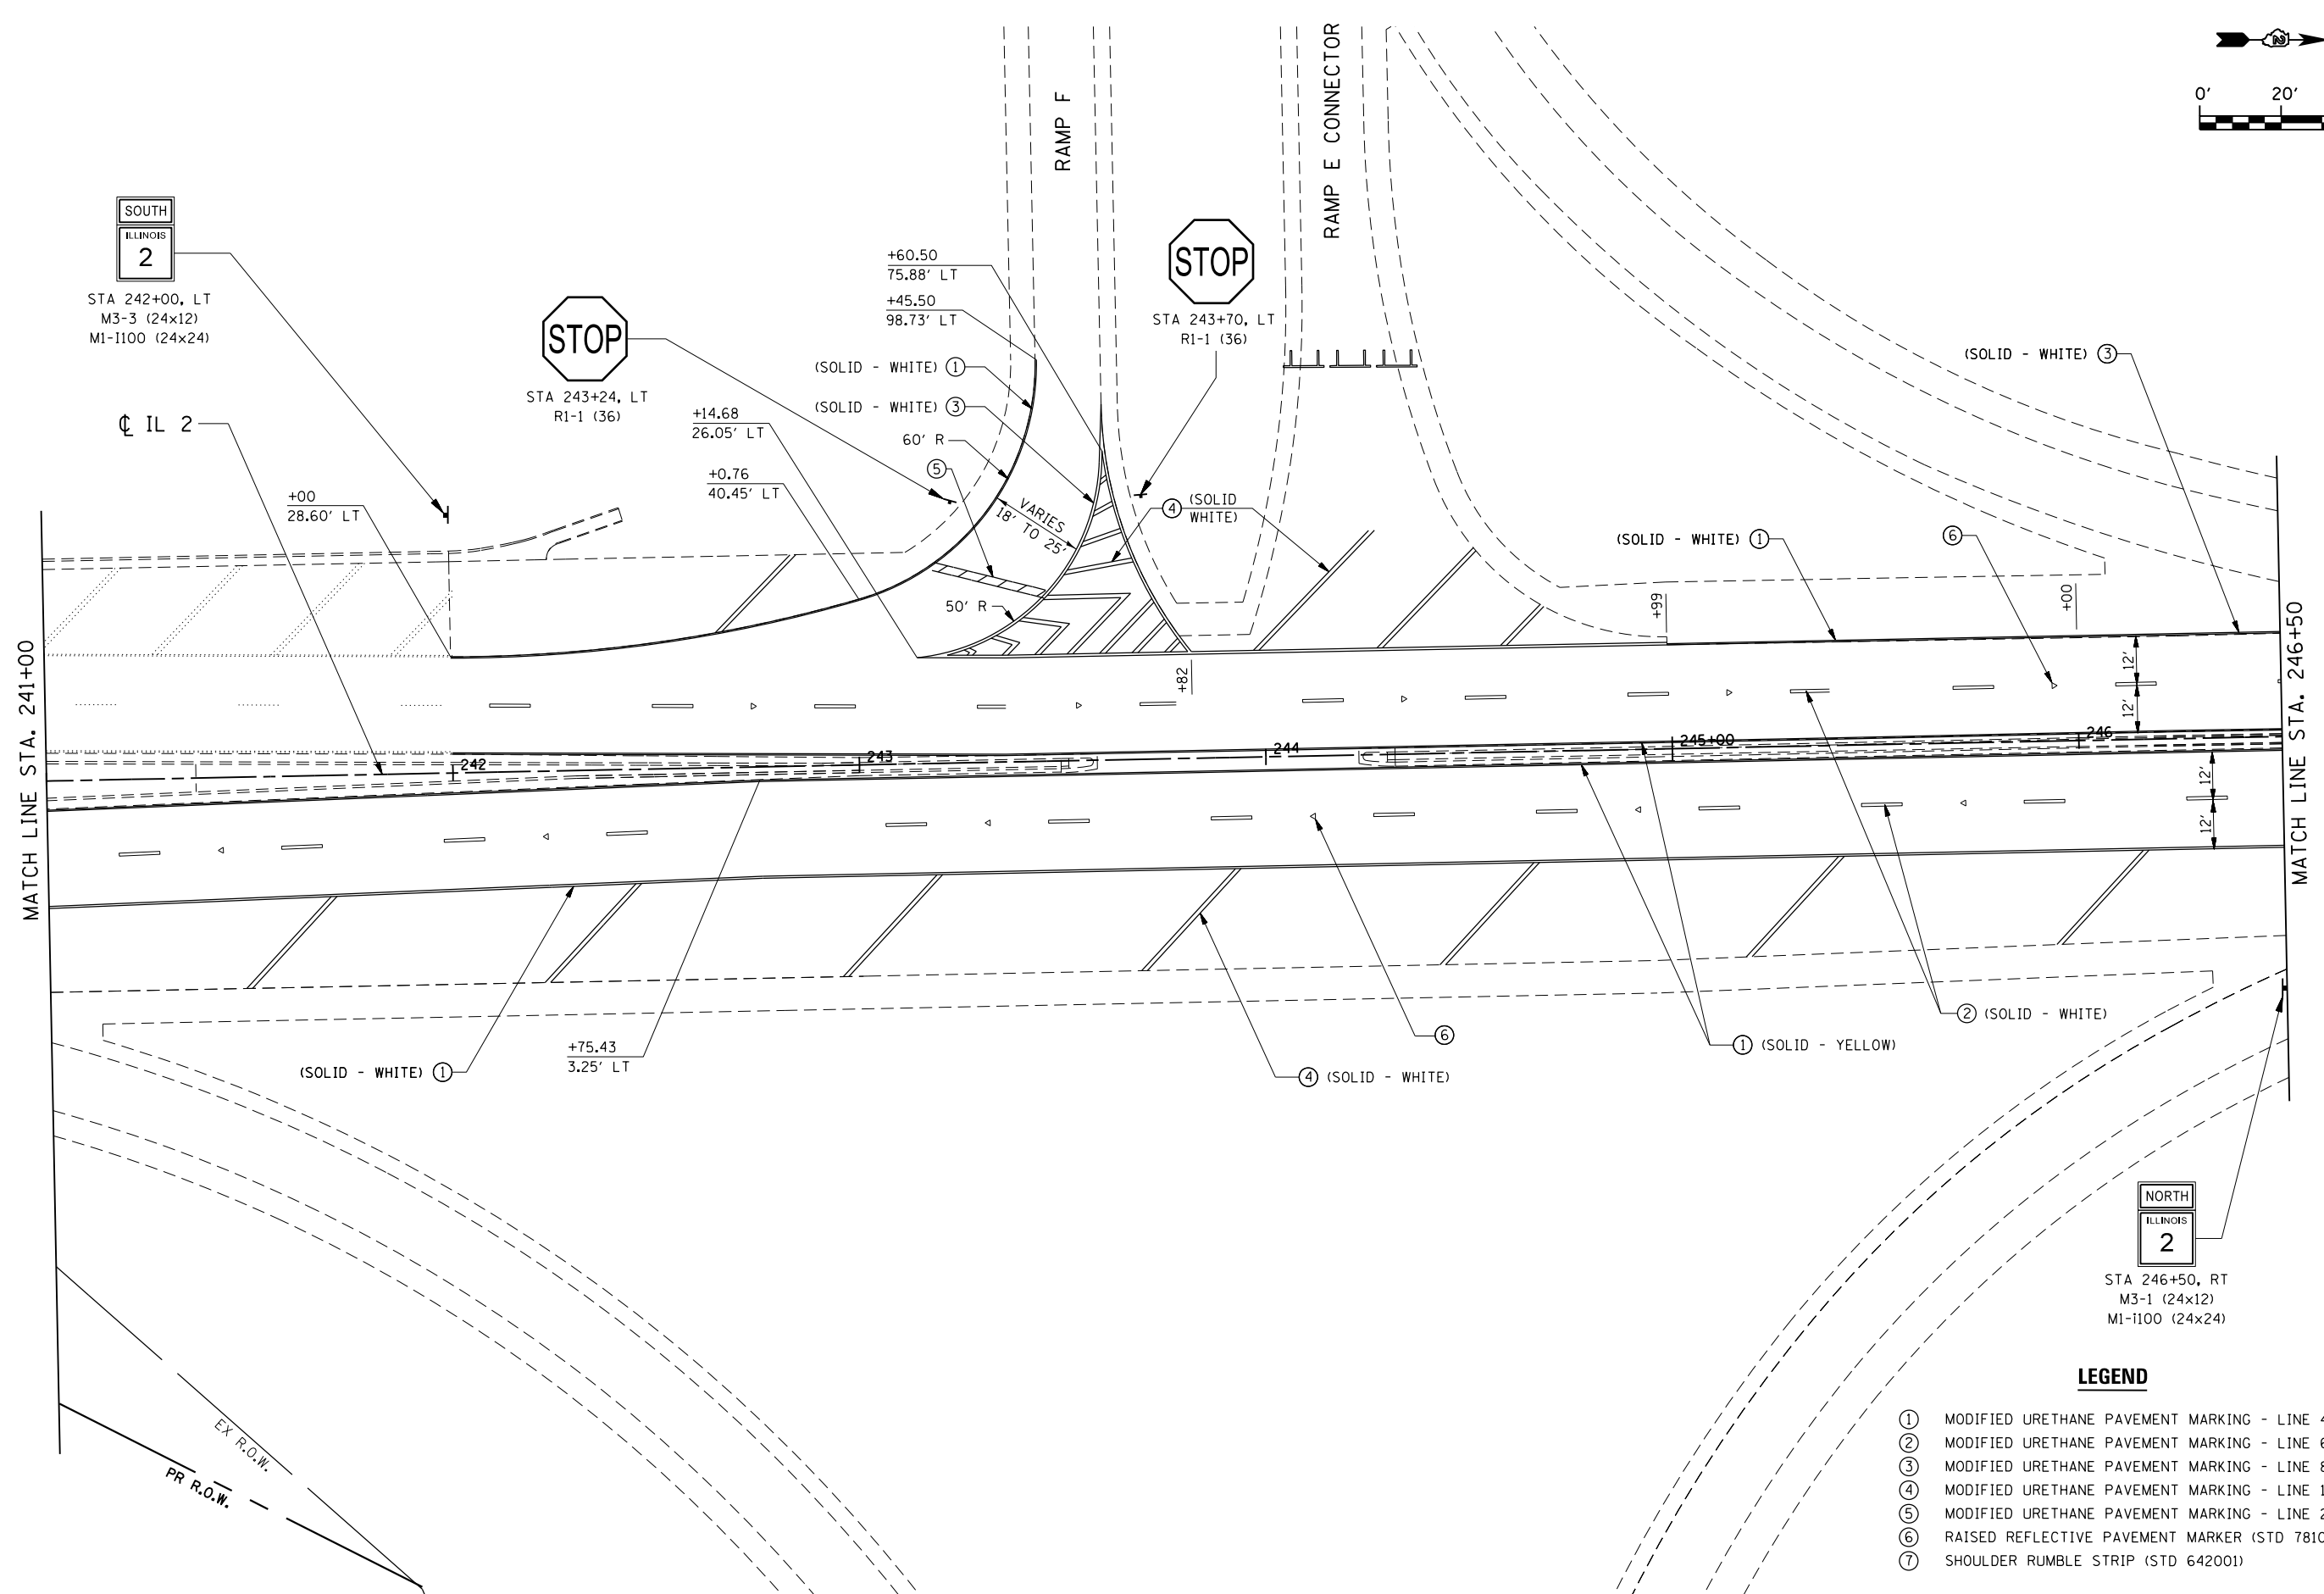 RAMP F
RAMP E CONNECTOR
0' 20'
SOUTH
ILLINOIS
2
STA 242+00, LT
M3-3 (24x12)
M1-I100 (24x24)
℄ IL 2
+00
28.60' LT
STOP
STA 243+24, LT
R1-1 (36)
+14.68
26.05' LT
+0.76
40.45' LT
+60.50
75.88' LT
+45.50
98.73' LT
(SOLID - WHITE) 1
(SOLID - WHITE) 3
60' R
5
VARIES
18' TO 25'
50' R
STOP
STA 243+70, LT
R1-1 (36)
4 (SOLID
WHITE)
(SOLID - WHITE) 3
(SOLID - WHITE) 1
6
+99
+00
+82
12'
12'
12'
12'
242
243
244
245+00
246
MATCH LINE STA. 241+00
MATCH LINE STA. 246+50
(SOLID - WHITE) 1
+75.43
3.25' LT
4 (SOLID - WHITE)
6
1 (SOLID - YELLOW)
2 (SOLID - WHITE)
NORTH
ILLINOIS
2
STA 246+50, RT
M3-1 (24x12)
M1-i100 (24x24)
EX R.O.W.
PR R.O.W.
LEGEND
1 MODIFIED URETHANE PAVEMENT MARKING - LINE 4
2 MODIFIED URETHANE PAVEMENT MARKING - LINE 6
3 MODIFIED URETHANE PAVEMENT MARKING - LINE 8
4 MODIFIED URETHANE PAVEMENT MARKING - LINE 1
5 MODIFIED URETHANE PAVEMENT MARKING - LINE 2
6 RAISED REFLECTIVE PAVEMENT MARKER (STD 7810
7 SHOULDER RUMBLE STRIP (STD 642001)